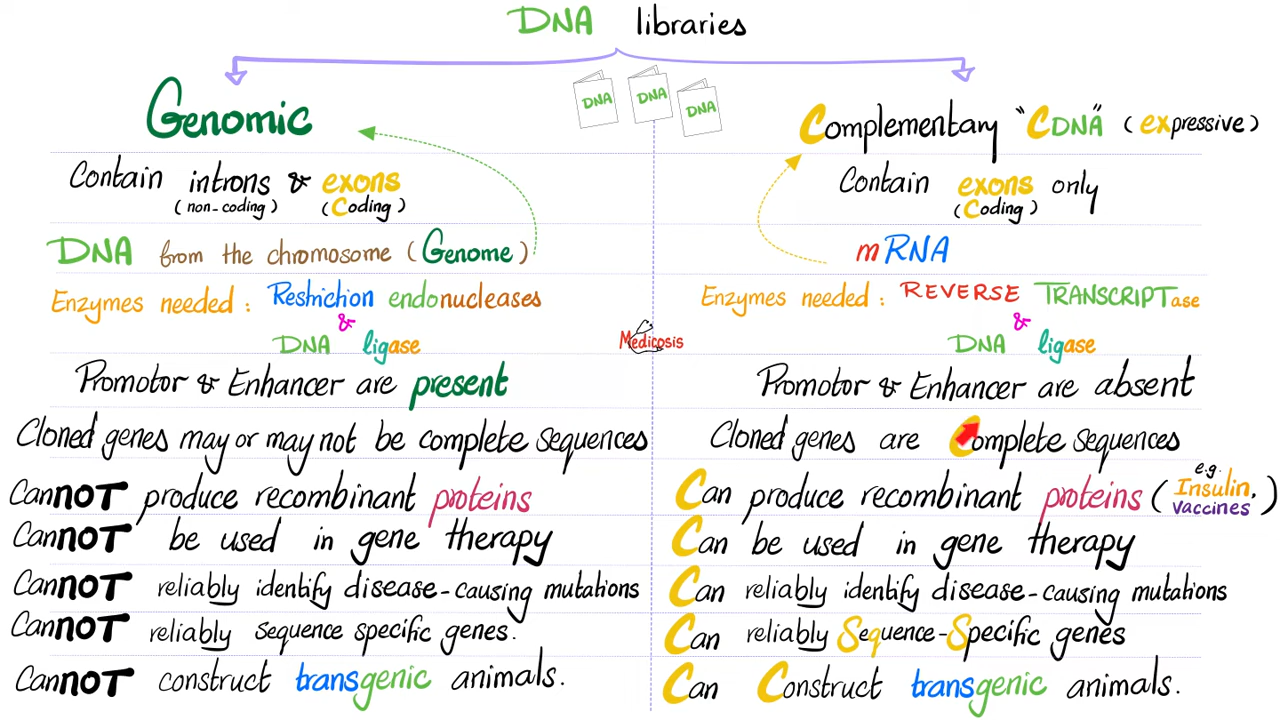 DNA libraries
DNA DNA DNA
Genomic
Contain introns & exons
(non-coding) (Coding)
DNA from the chromosome (Genome)
Enzymes needed: Restriction endonucleases
&
DNA ligase
Promotor & Enhancer are present
Cloned genes may or may not be complete sequences
CanNOT produce recombinant proteins
CanNOT be used in gene therapy
CanNOT reliably identify disease-causing mutations
CanNOT reliably sequence specific genes.
CanNOT construct transgenic animals.
Medicosis
Complementary "CDNA" (expressive)
Contain exons only
(Coding)
mRNA
Enzymes needed: REVERSE TRANSCRIPTase
&
DNA ligase
Promotor & Enhancer are absent
Cloned genes are Complete sequences
Can produce recombinant proteins (e.g. Insulin, vaccines)
Can be used in gene therapy
Can reliably identify disease-causing mutations
Can reliably Sequence-Specific genes
Can Construct transgenic animals.